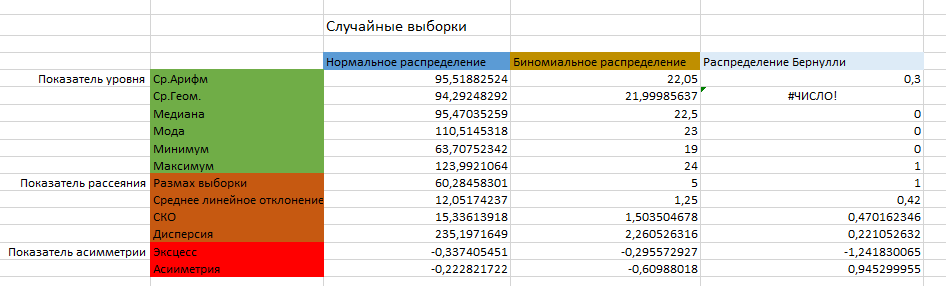 Случайные выборки
Нормальное распределение Биномиальное распределение Распределение Бернулли
Показатель уровня Ср.Арифм 95,51882524 22,05 0,3
Ср.Геом. 94,29248292 21,99985637 #ЧИСЛО!
Медиана 95,47035259 22,5 0
Мода 110,5145318 23 0
Минимум 63,70752342 19 0
Максимум 123,9921064 24 1
Показатель рассеяния Размах выборки 60,28458301 5 1
Среднее линейное отклонение 12,05174237 1,25 0,42
СКО 15,33613918 1,503504678 0,470162346
Дисперсия 235,1971649 2,260526316 0,221052632
Показатель асимметрии Эксцесс -0,337405451 -0,295572927 -1,241830065
Асииметрия -0,222821722 -0,60988018 0,945299955